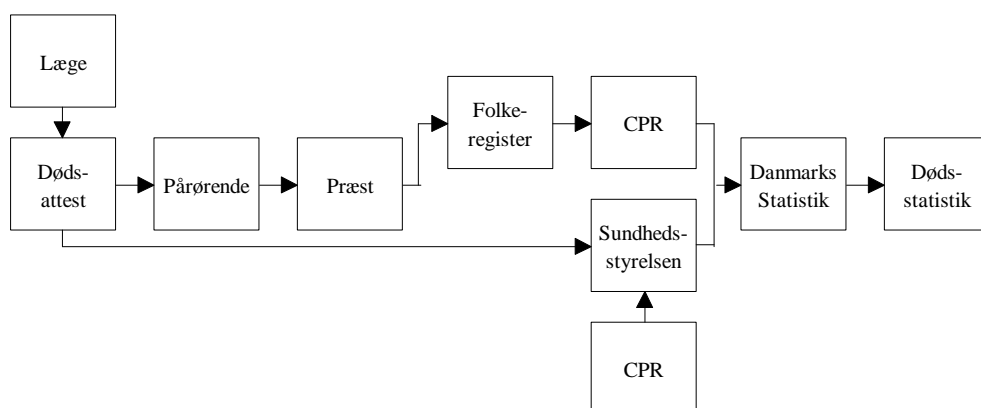 Læge
Døds-
attest
Pårørende
Præst
Folke-
register
CPR
Sundheds-
styrelsen
CPR
Danmarks
Statistik
Døds-
statistik